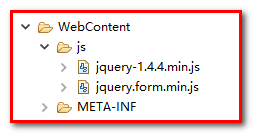 WebContent
js
jquery-1.4.4.min.js
jquery.form.min.js
META-INF